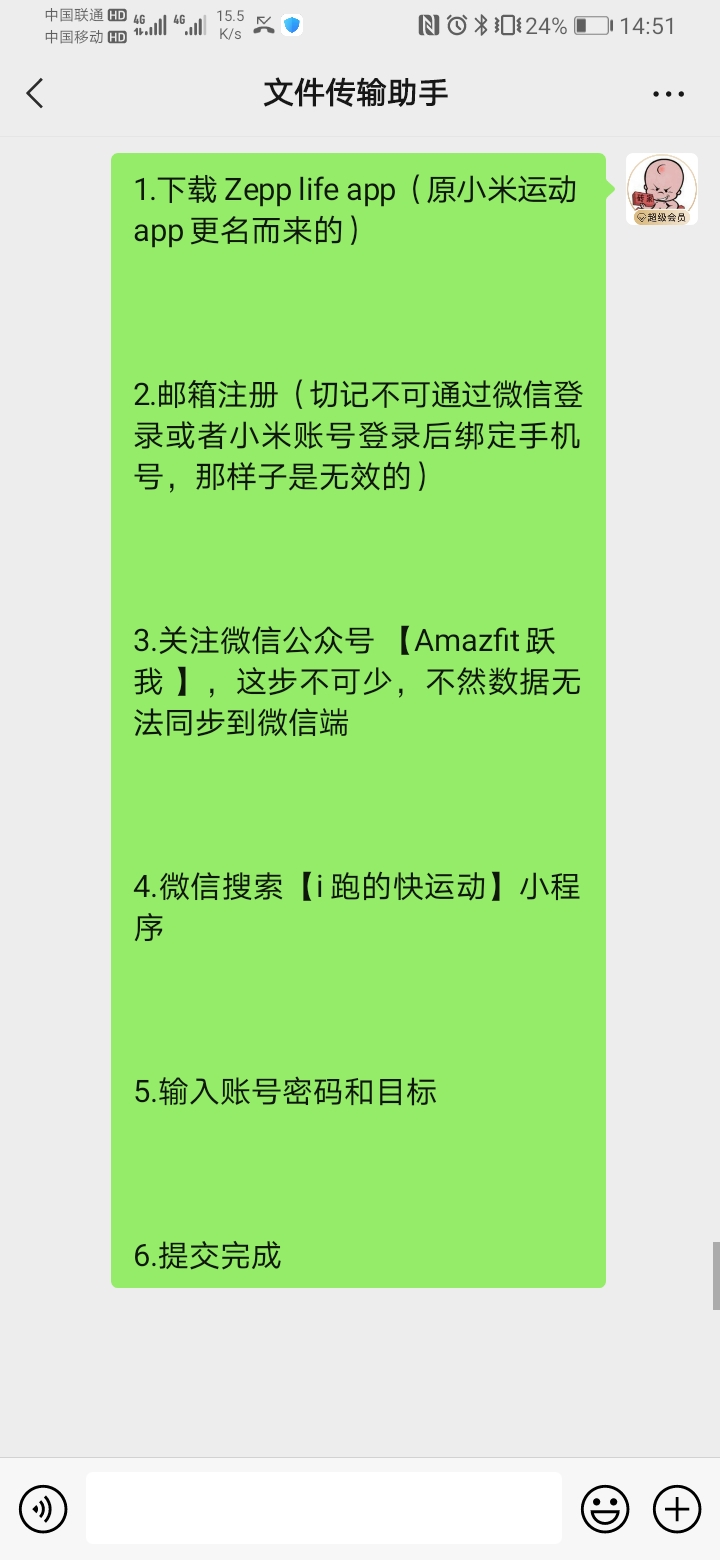 中国联通 HD 4G 4G 15.5 24% 14:51
中国移动 HD K/s
文件传输助手
1.下载 Zepp life app（原小米运动
app 更名而来的）
砖家
超级会员
2.邮箱注册（切记不可通过微信登
录或者小米账号登录后绑定手机
号，那样子是无效的）
3.关注微信公众号 【Amazfit 跃
我 】，这步不可少，不然数据无
法同步到微信端
4.微信搜索【i 跑的快运动】小程
序
5.输入账号密码和目标
6.提交完成